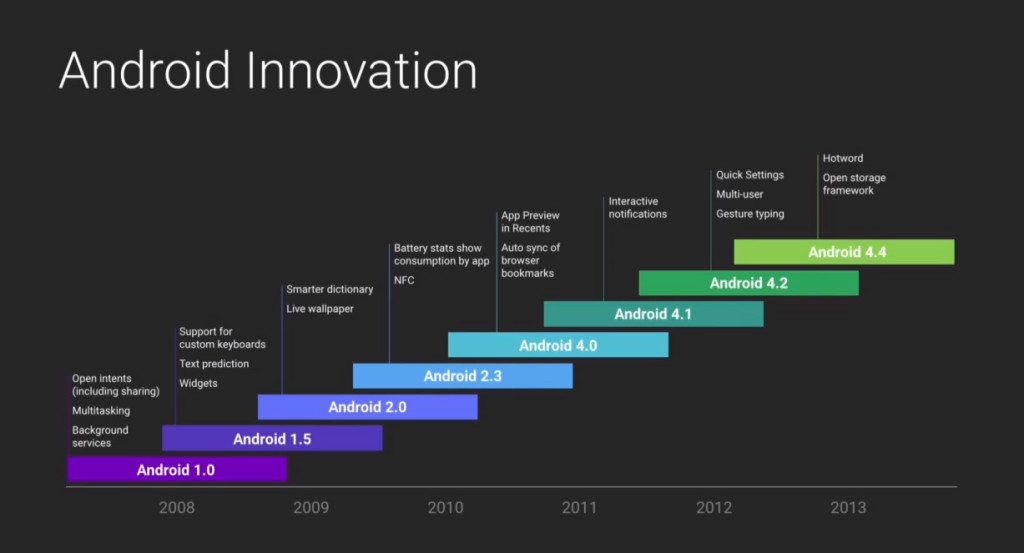 Android Innovation
Hotword
Open storage
framework
Quick Settings
Multi-user
Gesture typing
Interactive
notifications
App Preview
in Recents
Auto sync of
browser
bookmarks
Battery stats show
consumption by app
NFC
Smarter dictionary
Live wallpaper
Support for
custom keyboards
Text prediction
Widgets
Open intents
(including sharing)
Multitasking
Background
services
Android 4.4
Android 4.2
Android 4.1
Android 4.0
Android 2.3
Android 2.0
Android 1.5
Android 1.0
2008
2009
2010
2011
2012
2013